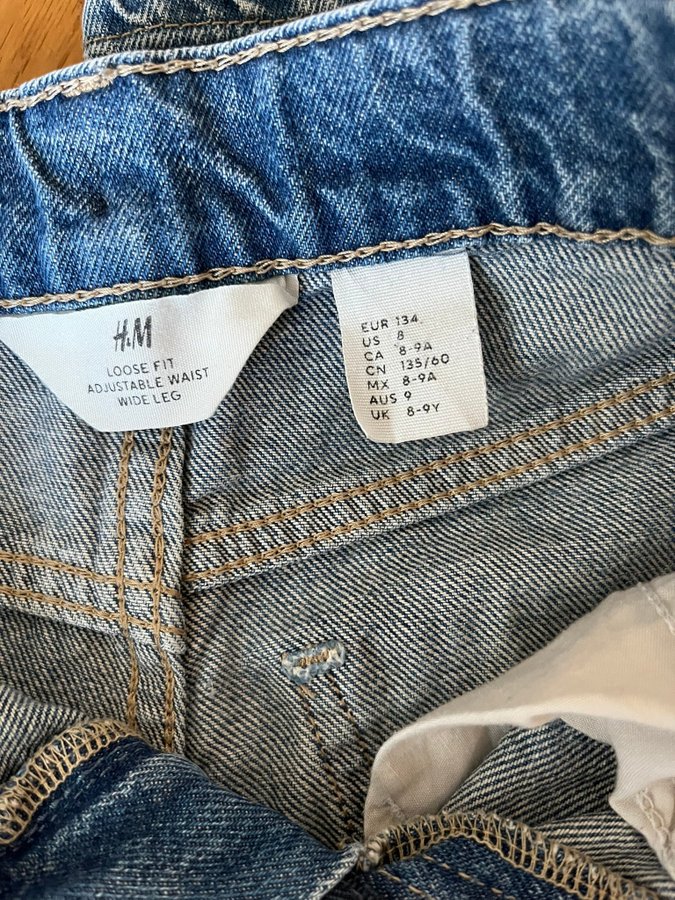 H&M
LOOSE FIT
ADJUSTABLE WAIST
WIDE LEG
EUR 134
US 8
CA 8-9A
CN 135/60
MX 8-9A
AUS 9
UK 8-9Y